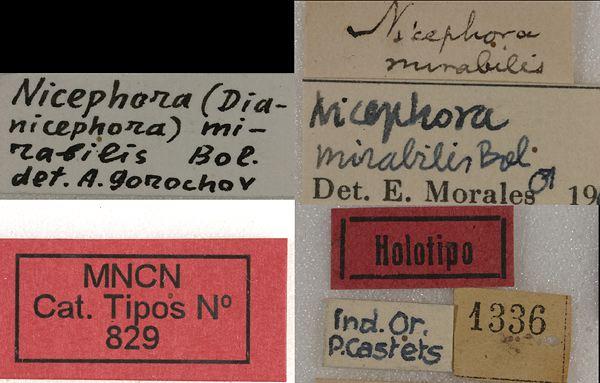 Nicephora (Dia-
nicephora) mi-
rabilis Bol.
det. A. Gorochov
Nicephora
mirabilis
Nicephora
mirabilis Bol.
Det. E. Morales ♂ 19
MNCN
Cat. Tipos Nº
829
Holotipo
Ind. Or.
P. Castets
1336